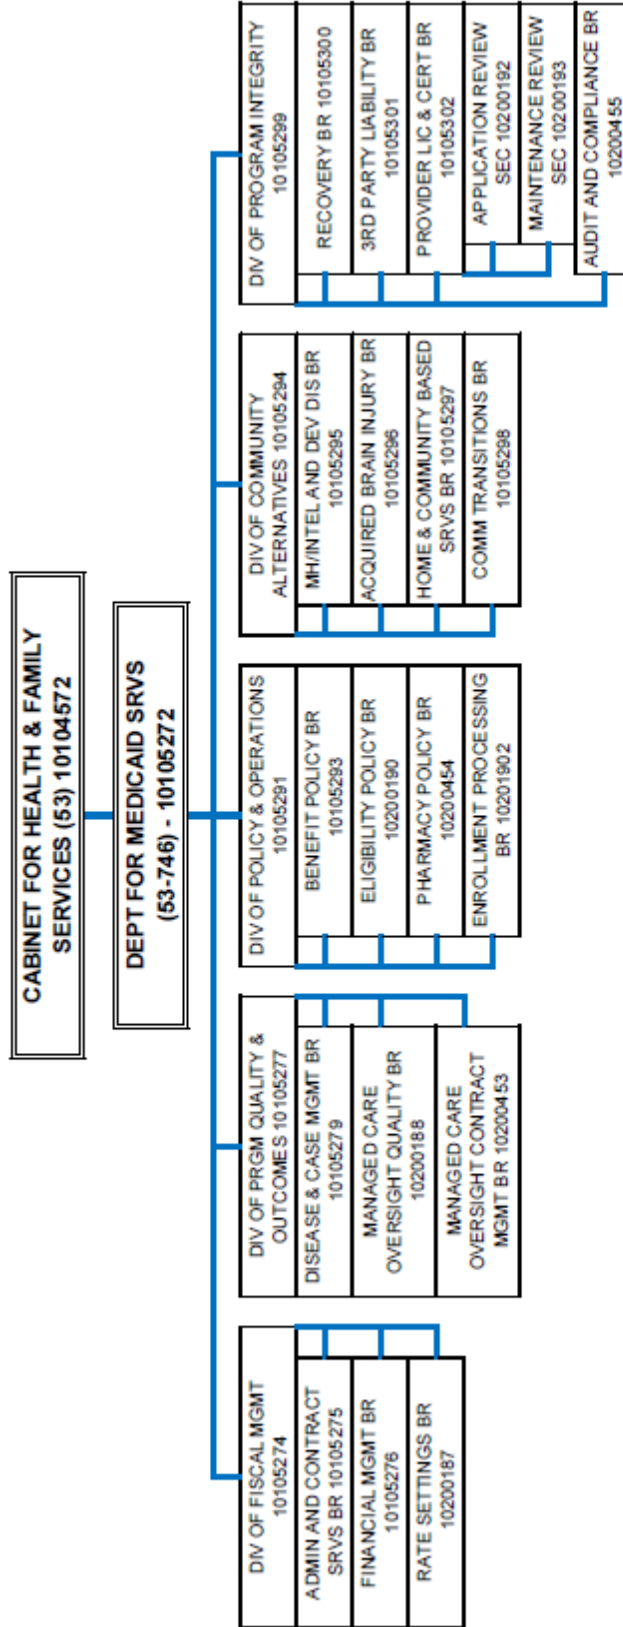 CABINET FOR HEALTH & FAMILY
SERVICES (53) 10104572
DEPT FOR MEDICAID SRVS
(53-746) - 10105272
DIV OF FISCAL MGMT
10105274
ADMIN AND CONTRACT
SRVS BR 10105275
FINANCIAL MGMT BR
10105276
RATE SETTINGS BR
10200187
DIV OF PRGM QUALITY &
OUTCOMES 10105277
DISEASE & CASE MGMT BR
10105279
MANAGED CARE
OVERSIGHT QUALITY BR
10200188
MANAGED CARE
OVERSIGHT CONTRACT
MGMT BR 10200453
DIV OF POLICY & OPERATIONS
10105291
BENEFIT POLICY BR
10105293
ELIGIBILITY POLICY BR
10200190
PHARMACY POLICY BR
10200454
ENROLLMENT PROCESSING
BR 10201902
DIV OF COMMUNITY
ALTERNATIVES 10105294
MH/INTEL AND DEV DIS BR
10105295
ACQUIRED BRAIN INJURY BR
10105296
HOME & COMMUNITY BASED
SRVS BR 10105297
COMM TRANSITIONS BR
10105298
DIV OF PROGRAM INTEGRITY
10105299
RECOVERY BR 10105300
3RD PARTY LIABILITY BR
10105301
PROVIDER LIC & CERT BR
10105302
APPLICATION REVIEW
SEC 10200192
MAINTENANCE REVIEW
SEC 10200193
AUDIT AND COMPLIANCE BR
10200455